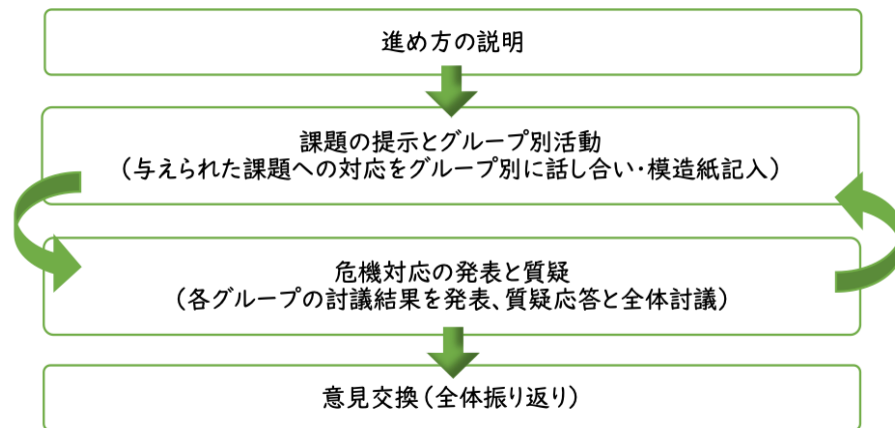 進め方の説明
課題の提示とグループ別活動
（与えられた課題への対応をグループ別に話し合い・模造紙記入）
危機対応の発表と質疑
（各グループの討議結果を発表、質疑応答と全体討議）
意見交換（全体振り返り）